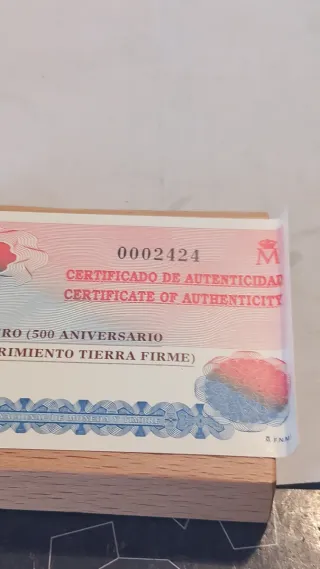 M
0002424
CERTIFICADO DE AUTENTICIDAD
CERTIFICATE OF AUTHENTICITY
RO (500 ANIVERSARIO
RIMIENTO TIERRA FIRME)